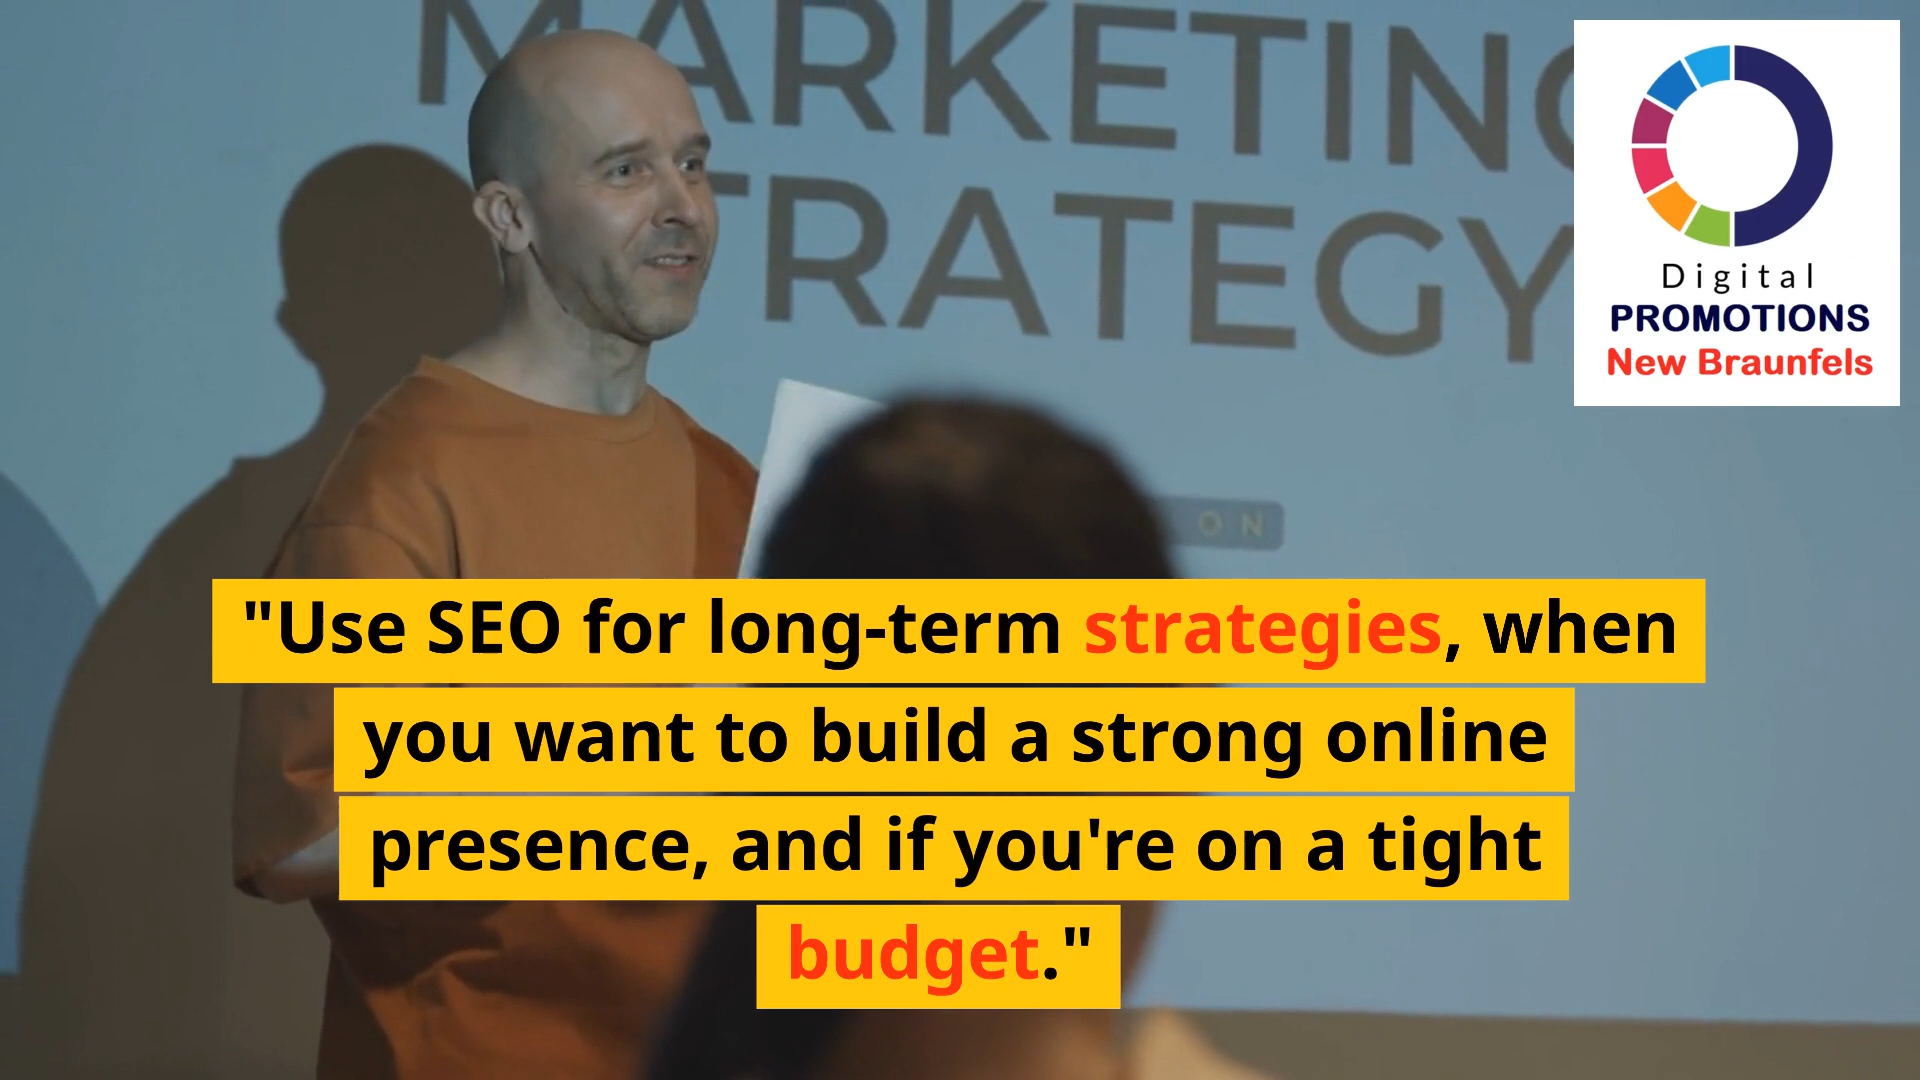 MARKETING
STRATEGY
Digital
PROMOTIONS
New Braunfels
ON
"Use SEO for long-term strategies, when
you want to build a strong online
presence, and if you're on a tight
budget."